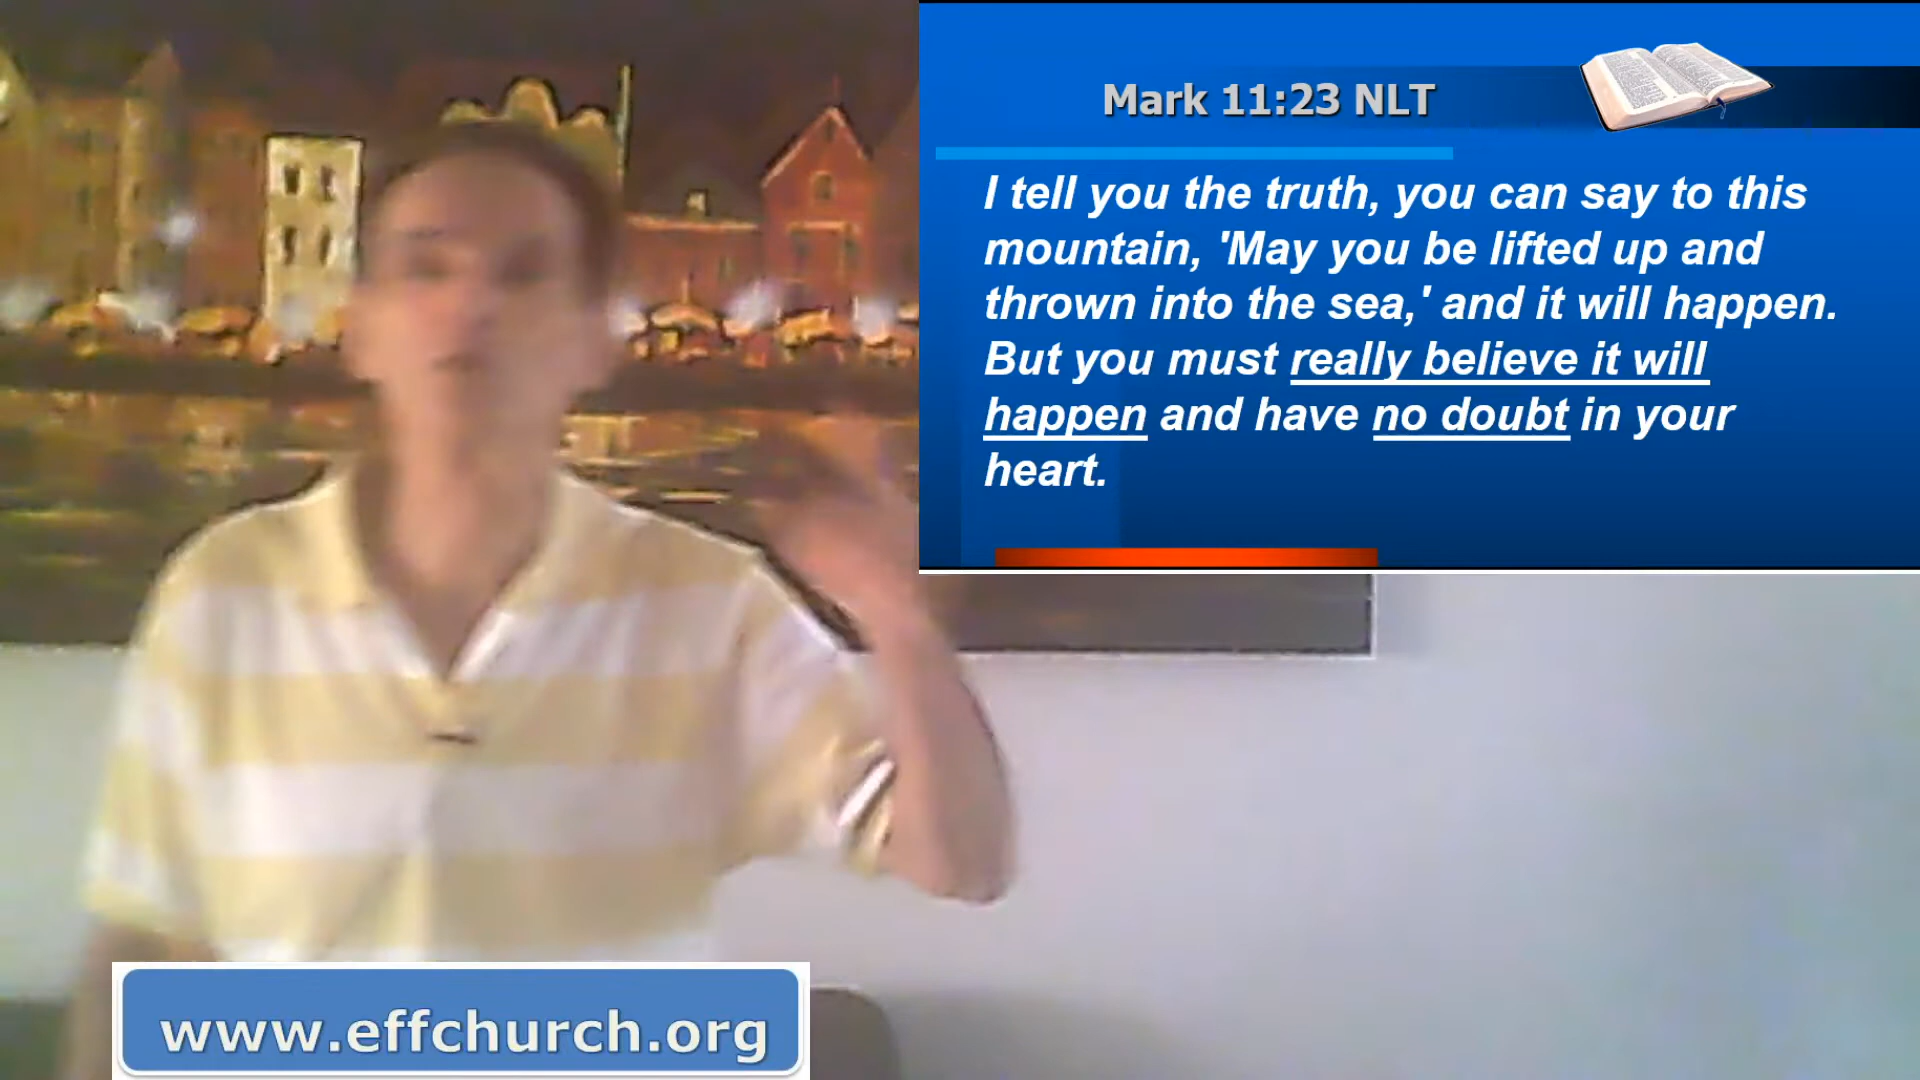 Mark 11:23 NLT
I tell you the truth, you can say to this
mountain, 'May you be lifted up and
thrown into the sea,' and it will happen.
But you must really believe it will
happen and have no doubt in your
heart.
www.effchurch.org